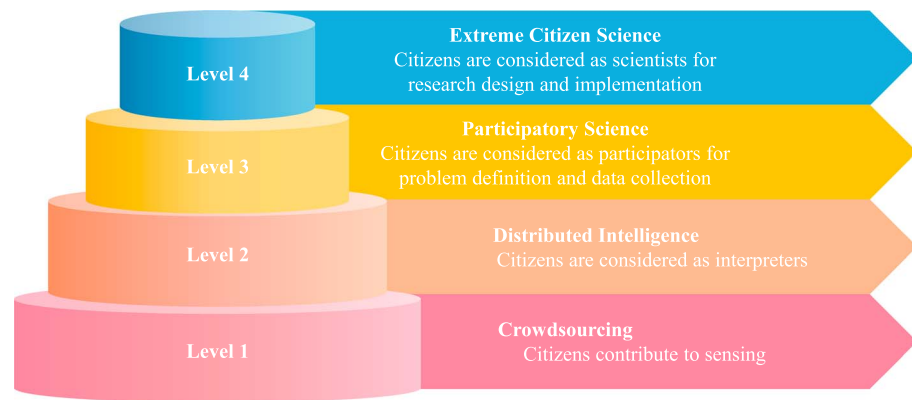 Level 4
Extreme Citizen Science
Citizens are considered as scientists for
research design and implementation
Level 3
Participatory Science
Citizens are considered as participators for
problem definition and data collection
Level 2
Distributed Intelligence
Citizens are considered as interpreters
Level 1
Crowdsourcing
Citizens contribute to sensing